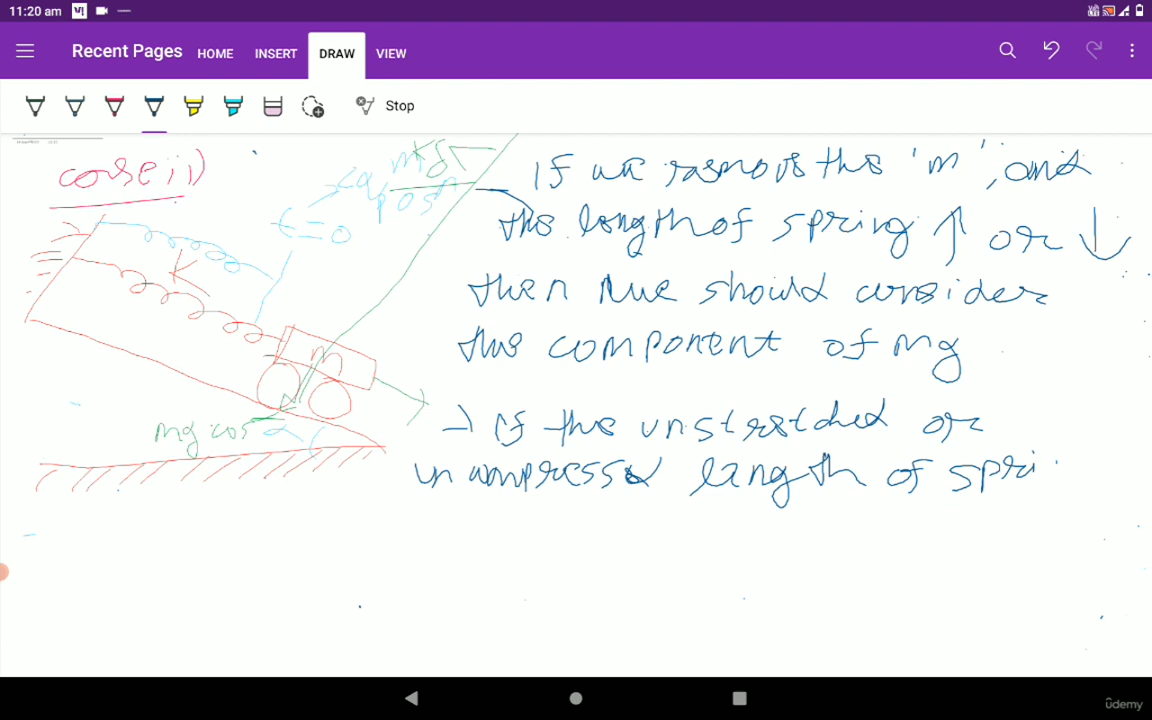 11:20 am
Recent Pages HOME INSERT DRAW VIEW
Stop
case ii)
t=0
K
m
mg cos α
If we remove the 'm', and
the length of spring ↑ or ↓
then we should consider
the component of mg
→ if the unstretched or
uncompressed length of spri
ûdemy